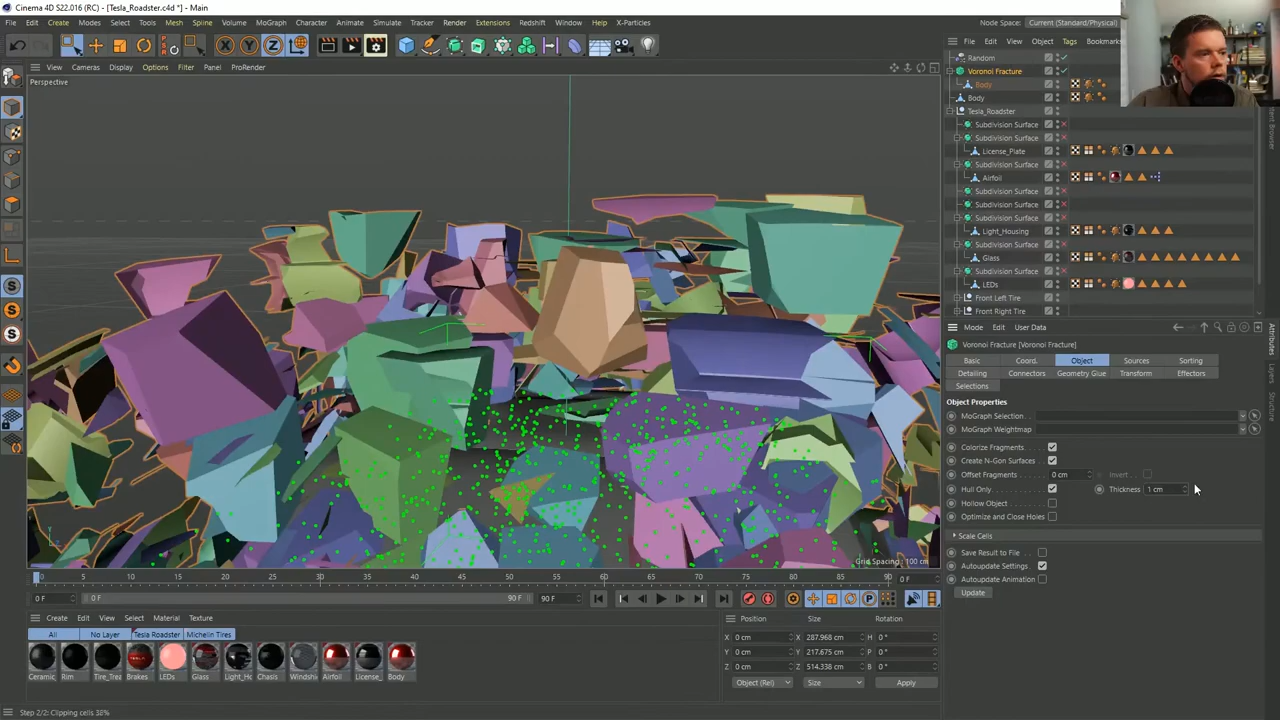 Cinema 4D S22.016 (RC) - [Tesla_Roadster.c4d *] - Main
File Edit Create Modes Select Tools Mesh Spline Volume MoGraph Character Animate Simulate Tracker Render Extensions Redshift Window Help X-Particles
Node Space: Current (Standard/Physical)
View Cameras Display Options Filter Panel ProRender
Perspective
File Edit View Object Tags Bookmarks
Random
Voronoi Fracture
Body
Body
Tesla_Roadster
Subdivision Surface
Subdivision Surface
License_Plate
Subdivision Surface
Airfoil
Subdivision Surface
Subdivision Surface
Subdivision Surface
Light_Housing
Subdivision Surface
Glass
Subdivision Surface
LEDs
Front Left Tire
Front Right Tire
Mode Edit User Data
Voronoi Fracture [Voronoi Fracture]
Basic Coord. Object Sources Sorting
Detailing Connectors Geometry Glue Transform Effectors
Selections
Object Properties
MoGraph Selection
MoGraph Weightmap
Colorize Fragments
Create N-Gon Surfaces
Offset Fragments 0 cm Invert
Hull Only Thickness 1 cm
Hollow Object
Optimize and Close Holes
Scale Cells
Save Result to File
Autoupdate Settings
Autoupdate Animation
Update
Attributes
Layers
Structure
Grid Spacing : 100 cm
0 5 10 15 20 25 30 35 40 45 50 55 60 65 70 75 80 85 90 0 F
0 F 0 F 90 F 90 F
Create Edit View Select Material Texture
All No Layer Tesla Roadster Michelin Tires
Ceramic_ Rim Tire_Trea Brakes LEDs Glass Light_Ho Chasis Windshi Airfoil License_ Body
Position Size Rotation
X 0 cm X 287.968 cm H 0 °
Y 0 cm Y 217.675 cm P 0 °
Z 0 cm Z 514.338 cm B 0 °
Object (Rel) Size Apply
Step 2/2: Clipping cells 38%